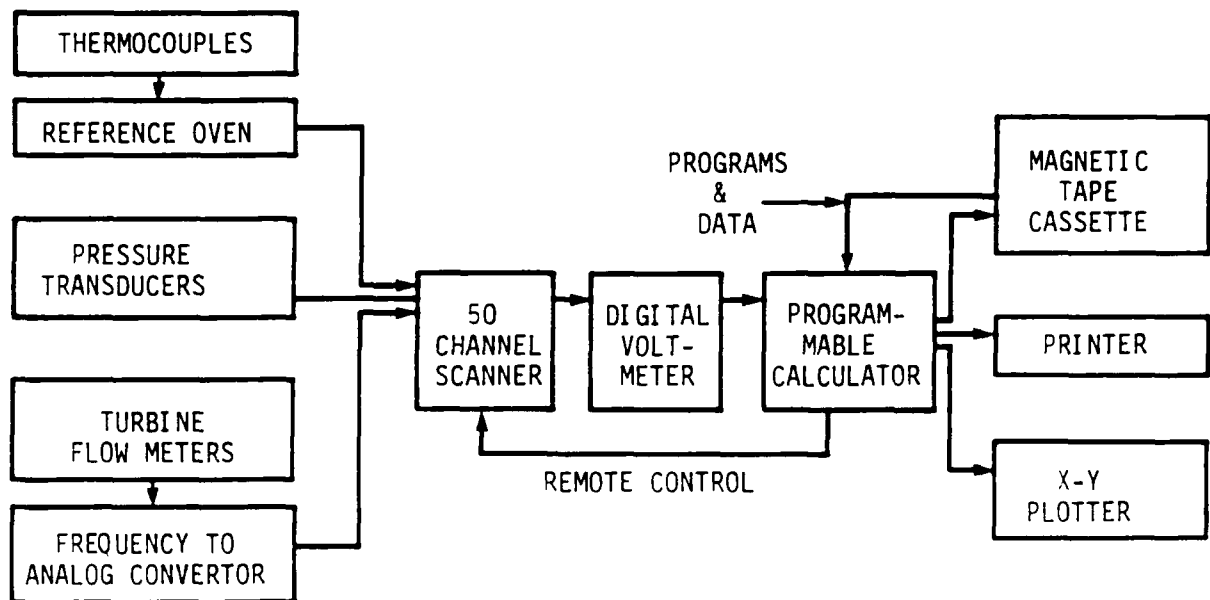 THERMOCOUPLES
REFERENCE OVEN
PRESSURE
TRANSDUCERS
TURBINE
FLOW METERS
FREQUENCY TO
ANALOG CONVERTOR
50
CHANNEL
SCANNER
DIGITAL
VOLT-
METER
PROGRAMS
&
DATA
PROGRAM-
MABLE
CALCULATOR
REMOTE CONTROL
MAGNETIC
TAPE
CASSETTE
PRINTER
X-Y
PLOTTER